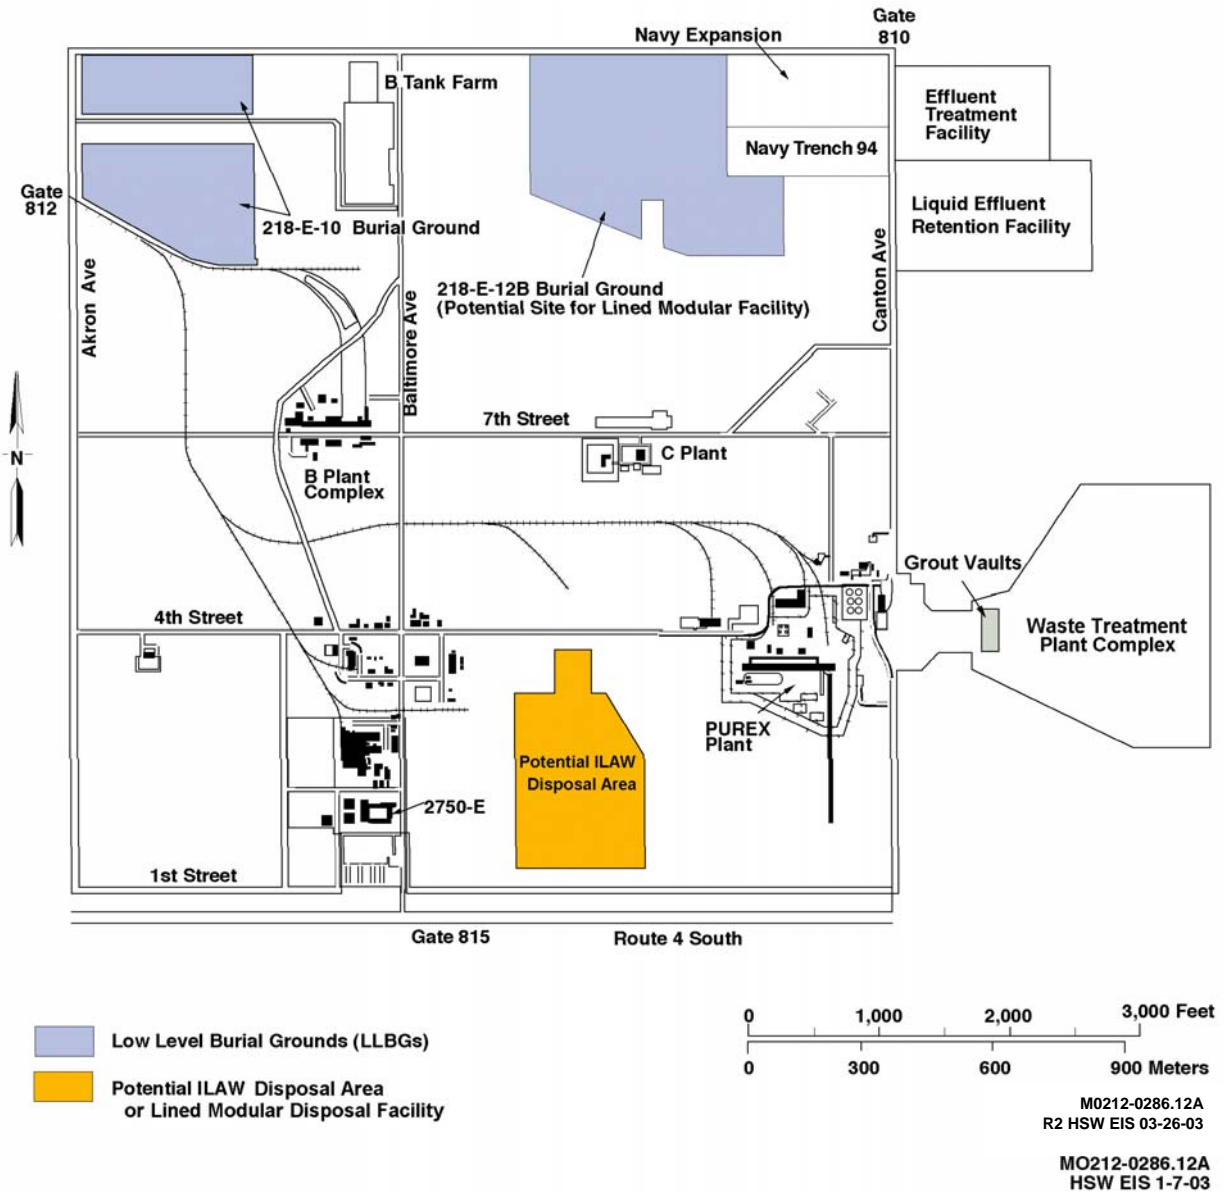 Gate
810
Navy Expansion
B Tank Farm
Effluent
Treatment
Facility
Navy Trench 94
Gate
812
Liquid Effluent
Retention Facility
218-E-10 Burial Ground
Akron Ave
Baltimore Ave
Canton Ave
218-E-12B Burial Ground
(Potential Site for Lined Modular Facility)
7th Street
N
C Plant
B Plant
Complex
Grout Vaults
4th Street
Waste Treatment
Plant Complex
PUREX
Plant
Potential ILAW
Disposal Area
2750-E
1st Street
Gate 815
Route 4 South
0 1,000 2,000 3,000 Feet
0 300 600 900 Meters
Low Level Burial Grounds (LLBGs)
Potential ILAW Disposal Area
or Lined Modular Disposal Facility
M0212-0286.12A
R2 HSW EIS 03-26-03
MO212-0286.12A
HSW EIS 1-7-03